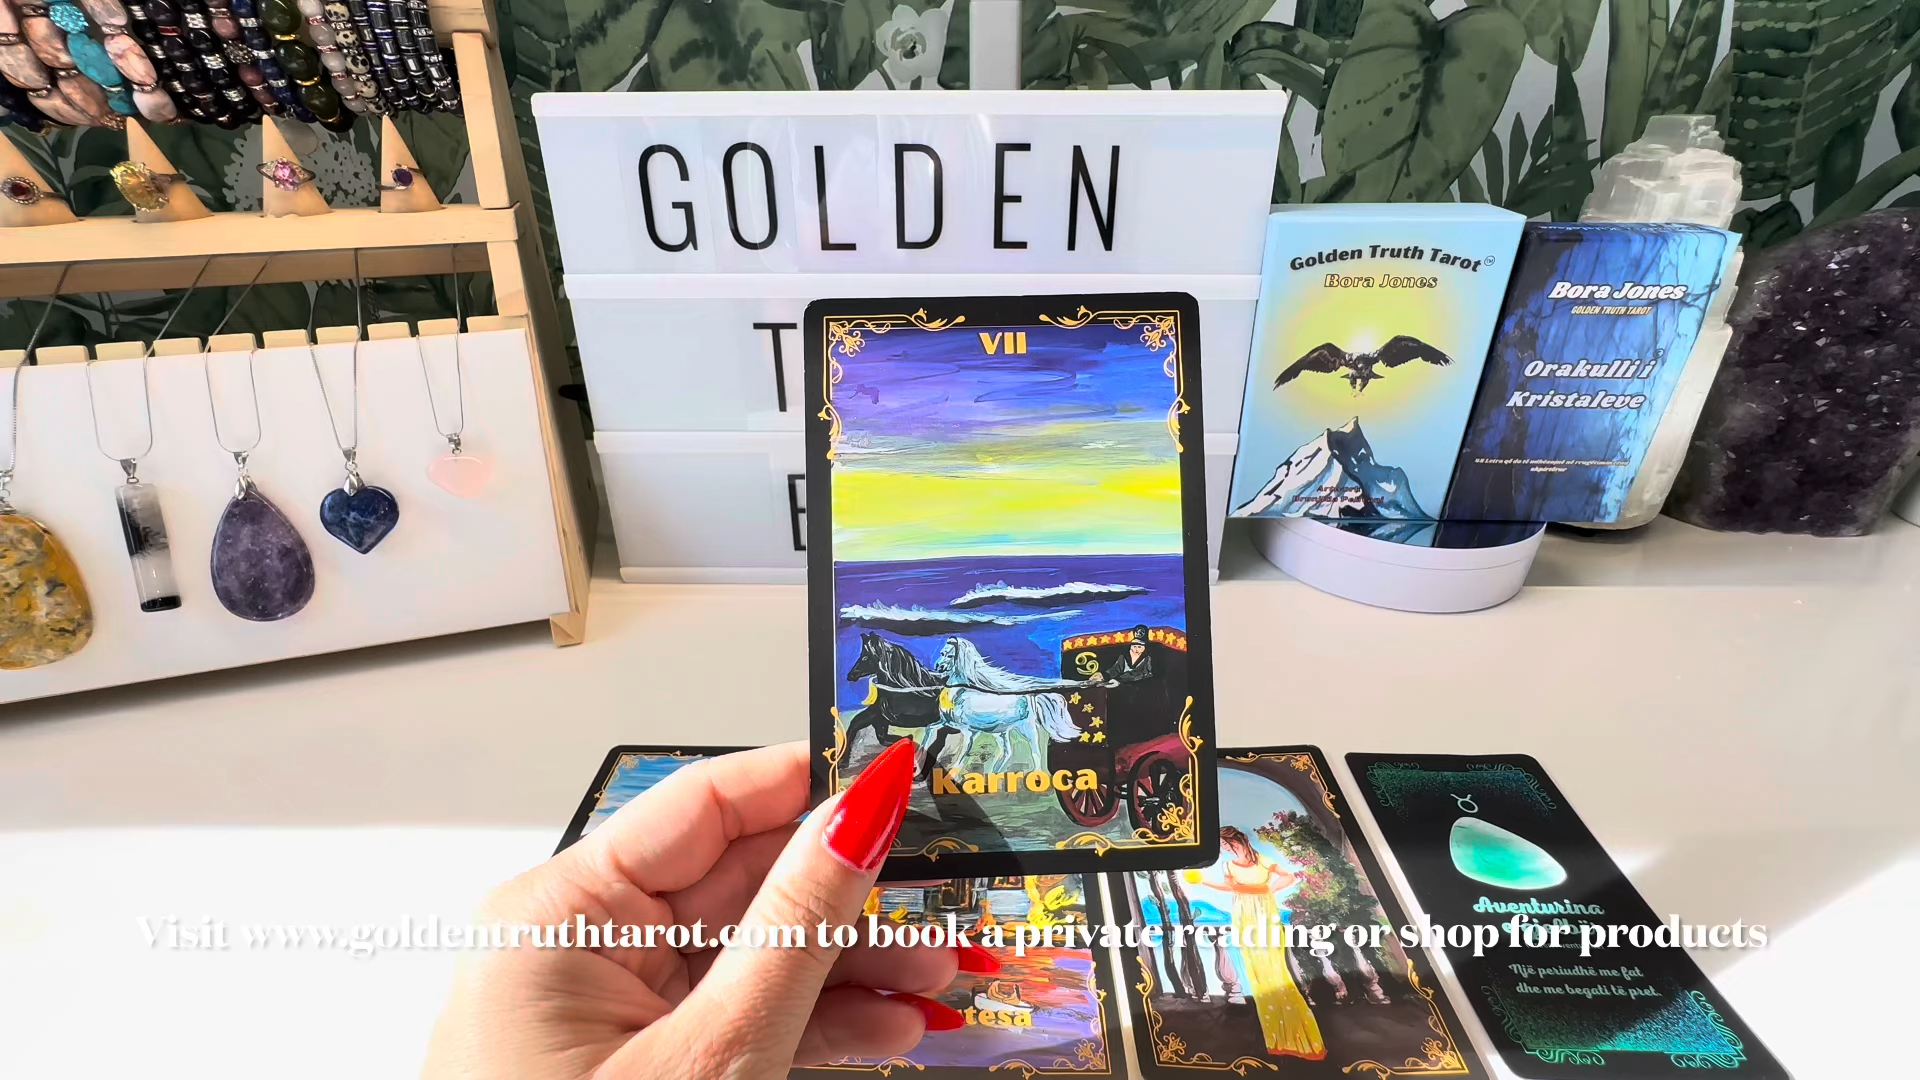 GOLDEN
T
E
Golden Truth Tarot™
Bora Jones
Bora Jones
GOLDEN TRUTH TAROT
Orakulli i
Kristaleve
VII
Karroca
tesa
Aventurina
Një periudhë me fat
dhe me begati të pret.
Visit www.goldentruthtarot.com to book a private reading or shop for products